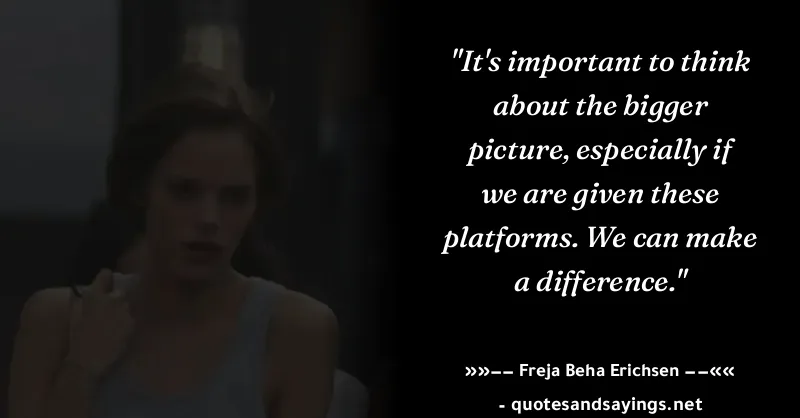 "It's important to think
about the bigger
picture, especially if
we are given these
platforms. We can make
a difference."
»»−− Freja Beha Erichsen −−««
- quotesandsayings.net